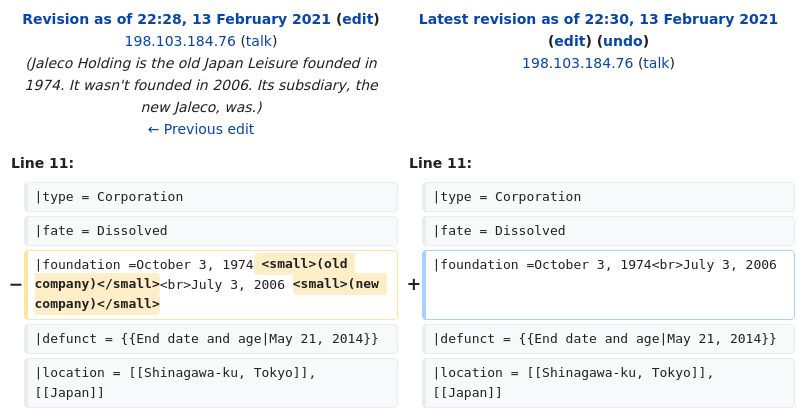 Revision as of 22:28, 13 February 2021 (edit)
198.103.184.76 (talk)
(Jaleco Holding is the old Japan Leisure founded in
1974. It wasn't founded in 2006. Its subsdiary, the
new Jaleco, was.)
← Previous edit
Latest revision as of 22:30, 13 February 2021
(edit) (undo)
198.103.184.76 (talk)
Line 11:
|type = Corporation
|fate = Dissolved
− |foundation =October 3, 1974 <small>(old
company)</small><br>July 3, 2006 <small>(new
company)</small>
|defunct = {{End date and age|May 21, 2014}}
|location = [[Shinagawa-ku, Tokyo]],
[[Japan]]
Line 11:
|type = Corporation
|fate = Dissolved
+ |foundation =October 3, 1974<br>July 3, 2006
|defunct = {{End date and age|May 21, 2014}}
|location = [[Shinagawa-ku, Tokyo]],
[[Japan]]